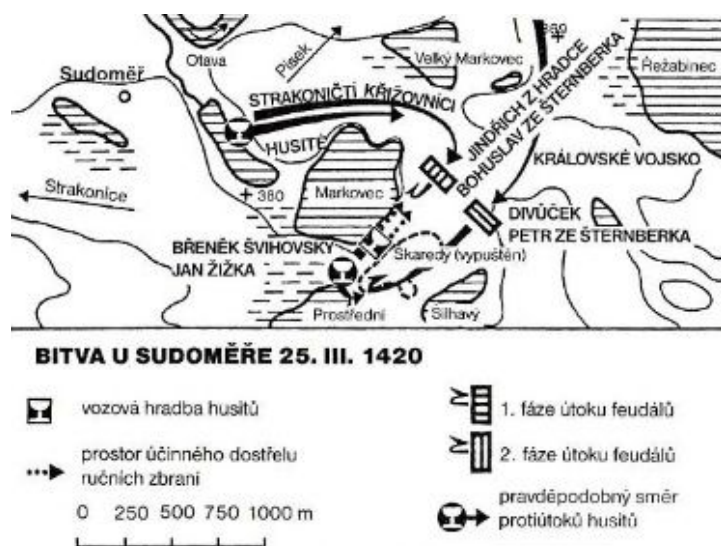 Otava
Písek
Velký Markovec
380
Řežabinec
Sudoměř
STRAKONIČTÍ KŘIŽOVNÍCI
HUSITÉ
JINDŘICH Z HRADCE
BOHUSLAV ZE ŠTERNBERKA
KRÁLOVSKÉ VOJSKO
Strakonice
380
Markovec
DIVŮČEK
PETR ZE ŠTERNBERKA
BŘENĚK ŠVIHOVSKY
JAN ŽIŽKA
Skaredy (vypuštěn)
Prostřední
Šilhavý
BITVA U SUDOMĚŘE 25. III. 1420
vozová hradba husitů
prostor účinného dostřelu
ručních zbraní
0 250 500 750 1000 m
1. fáze útoku feudálů
2. fáze útoku feudálů
pravděpodobný směr
protiútoků husitů